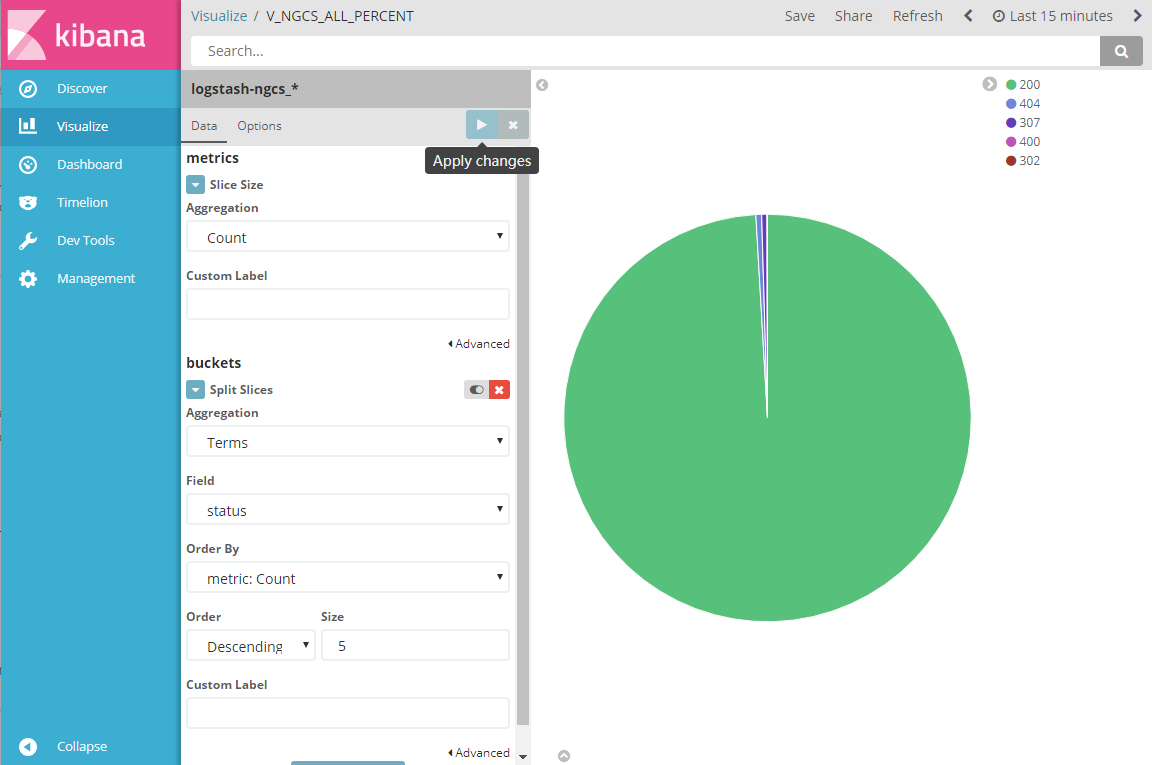 kibana
Visualize / V_NGCS_ALL_PERCENT
Save Share Refresh Last 15 minutes
Search...
Discover
Visualize
Dashboard
Timelion
Dev Tools
Management
Collapse
logstash-ngcs_*
Data Options
Apply changes
metrics
Slice Size
Aggregation
Count
Custom Label
Advanced
buckets
Split Slices
Aggregation
Terms
Field
status
Order By
metric: Count
Order Size
Descending 5
Custom Label
Advanced
200
404
307
400
302